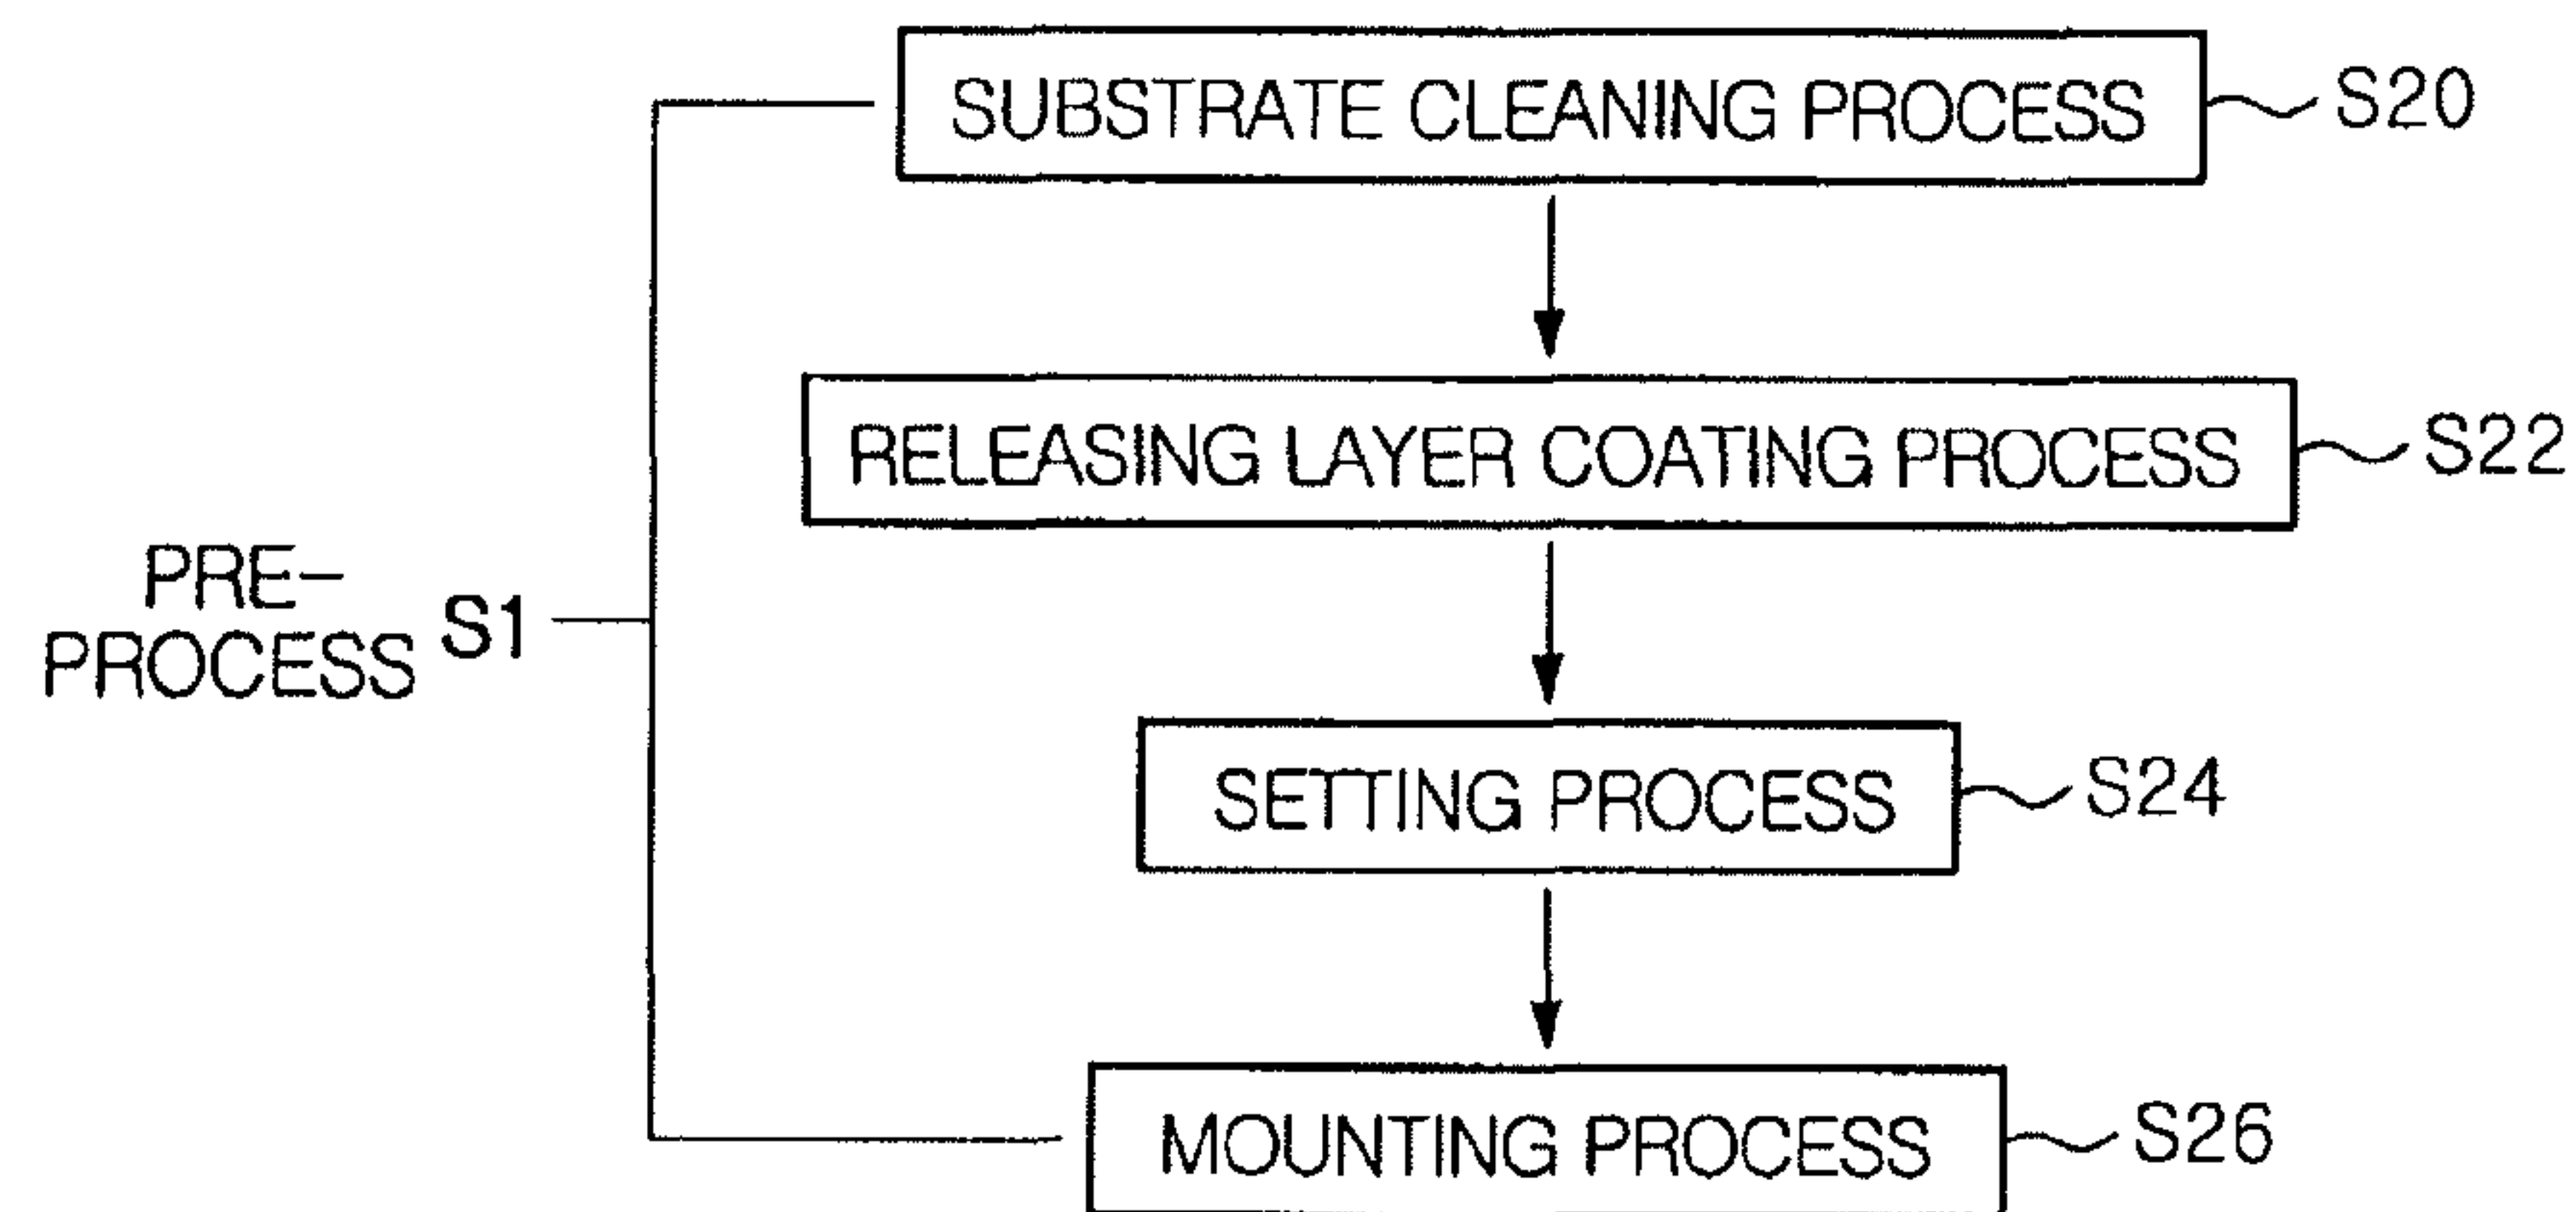 SUBSTRATE CLEANING PROCESS S20
RELEASING LAYER COATING PROCESS S22
PRE-
PROCESS S1
SETTING PROCESS S24
MOUNTING PROCESS S26